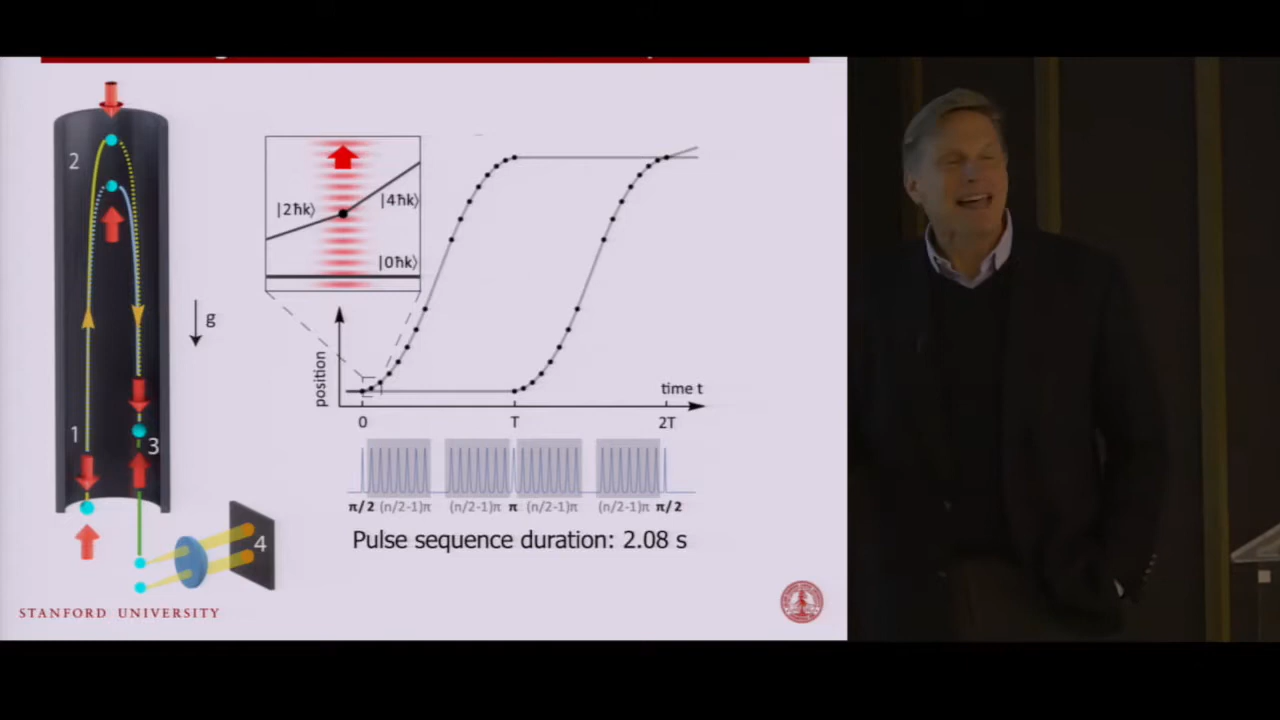 2
1
3
4
g
|2ħk⟩
|4ħk⟩
|0ħk⟩
position
time t
0
T
2T
π/2 (n/2-1)π (n/2-1)π π (n/2-1)π (n/2-1)π π/2
Pulse sequence duration: 2.08 s
STANFORD UNIVERSITY